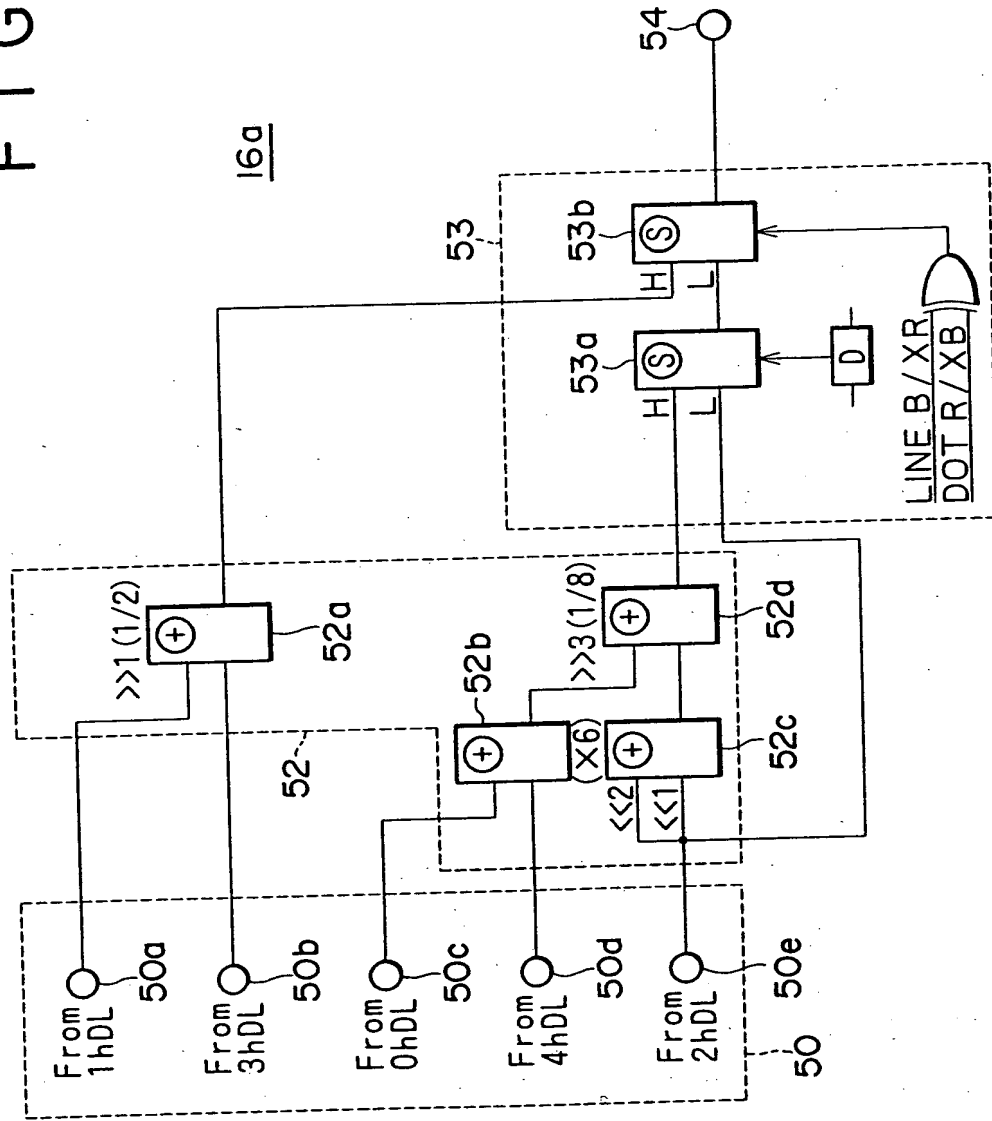 F I G
16a
From
1hDL
50a
From
3hDL
50b
From
0hDL
50c
From
4hDL
50d
From
2hDL
50e
50
52
>>1(1/2)
+
52a
52b
+
(×6)
<<2
<<1
+
52c
>>3(1/8)
+
52d
53
53a
H
L
S
53b
H
L
S
D
LINE B/XR
DOT R/XB
54